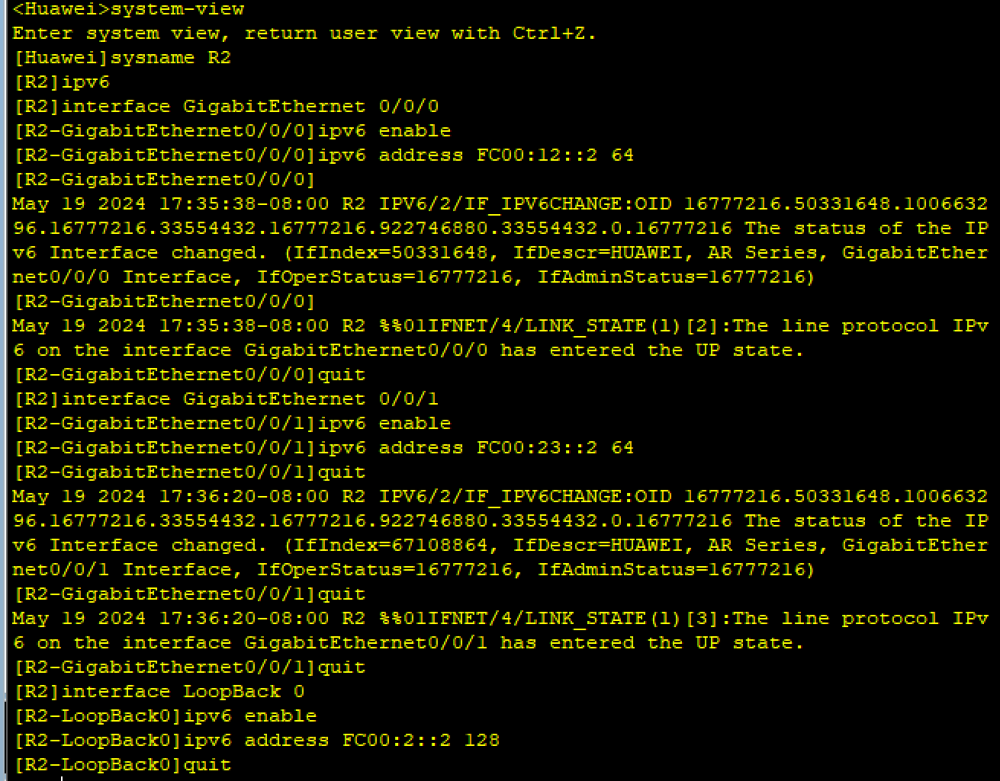 <Huawei>system-view
Enter system view, return user view with Ctrl+Z.
[Huawei]sysname R2
[R2]ipv6
[R2]interface GigabitEthernet 0/0/0
[R2-GigabitEthernet0/0/0]ipv6 enable
[R2-GigabitEthernet0/0/0]ipv6 address FC00:12::2 64
[R2-GigabitEthernet0/0/0]
May 19 2024 17:35:38-08:00 R2 IPV6/2/IF_IPV6CHANGE:OID 16777216.50331648.1006632
96.16777216.33554432.16777216.922746880.33554432.0.16777216 The status of the IP
v6 Interface changed. (IfIndex=50331648, IfDescr=HUAWEI, AR Series, GigabitEther
net0/0/0 Interface, IfOperStatus=16777216, IfAdminStatus=16777216)
[R2-GigabitEthernet0/0/0]
May 19 2024 17:35:38-08:00 R2 %%01IFNET/4/LINK_STATE(l)[2]:The line protocol IPv
6 on the interface GigabitEthernet0/0/0 has entered the UP state.
[R2-GigabitEthernet0/0/0]quit
[R2]interface GigabitEthernet 0/0/1
[R2-GigabitEthernet0/0/1]ipv6 enable
[R2-GigabitEthernet0/0/1]ipv6 address FC00:23::2 64
[R2-GigabitEthernet0/0/1]quit
May 19 2024 17:36:20-08:00 R2 IPV6/2/IF_IPV6CHANGE:OID 16777216.50331648.1006632
96.16777216.33554432.16777216.922746880.33554432.0.16777216 The status of the IP
v6 Interface changed. (IfIndex=67108864, IfDescr=HUAWEI, AR Series, GigabitEther
net0/0/1 Interface, IfOperStatus=16777216, IfAdminStatus=16777216)
[R2-GigabitEthernet0/0/1]quit
May 19 2024 17:36:20-08:00 R2 %%01IFNET/4/LINK_STATE(l)[3]:The line protocol IPv
6 on the interface GigabitEthernet0/0/1 has entered the UP state.
[R2-GigabitEthernet0/0/1]quit
[R2]interface LoopBack 0
[R2-LoopBack0]ipv6 enable
[R2-LoopBack0]ipv6 address FC00:2::2 128
[R2-LoopBack0]quit